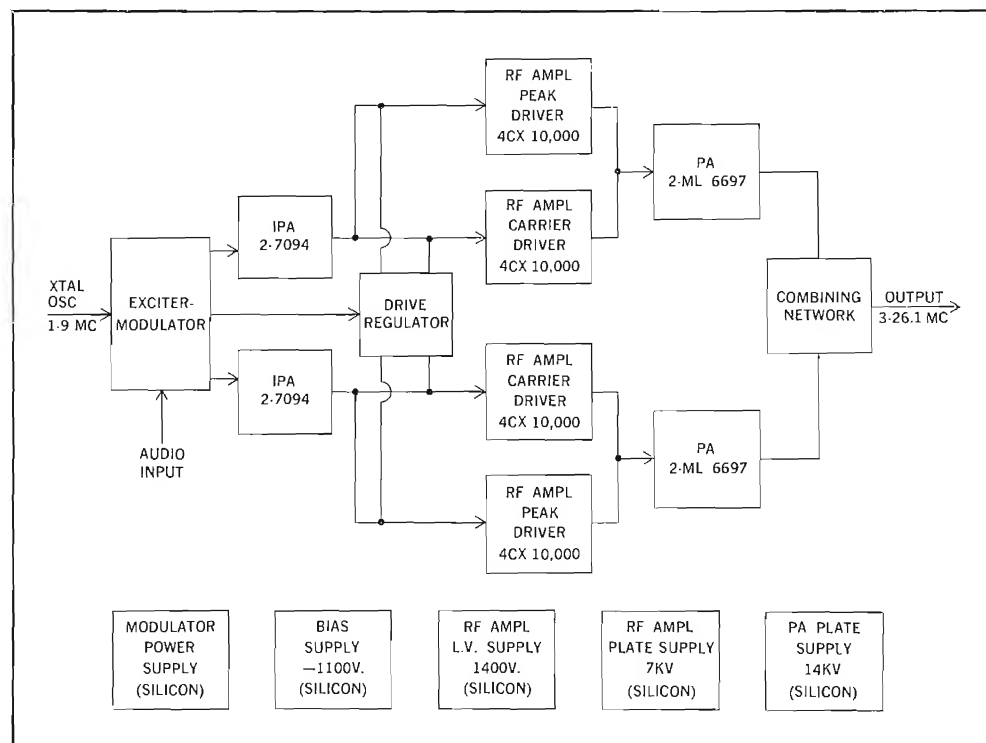 RF AMPL
PEAK
DRIVER
4CX 10,000
PA
2-ML 6697
IPA
2-7094
RF AMPL
CARRIER
DRIVER
4CX 10,000
XTAL
OSC
1-9 MC
EXCITER-
MODULATOR
DRIVE
REGULATOR
COMBINING
NETWORK
OUTPUT
3-26.1 MC
IPA
2-7094
RF AMPL
CARRIER
DRIVER
4CX 10,000
AUDIO
INPUT
PA
2-ML 6697
RF AMPL
PEAK
DRIVER
4CX 10,000
MODULATOR
POWER
SUPPLY
(SILICON)
BIAS
SUPPLY
—1100V.
(SILICON)
RF AMPL
L.V. SUPPLY
1400V.
(SILICON)
RF AMPL
PLATE SUPPLY
7KV
(SILICON)
PA PLATE
SUPPLY
14KV
(SILICON)